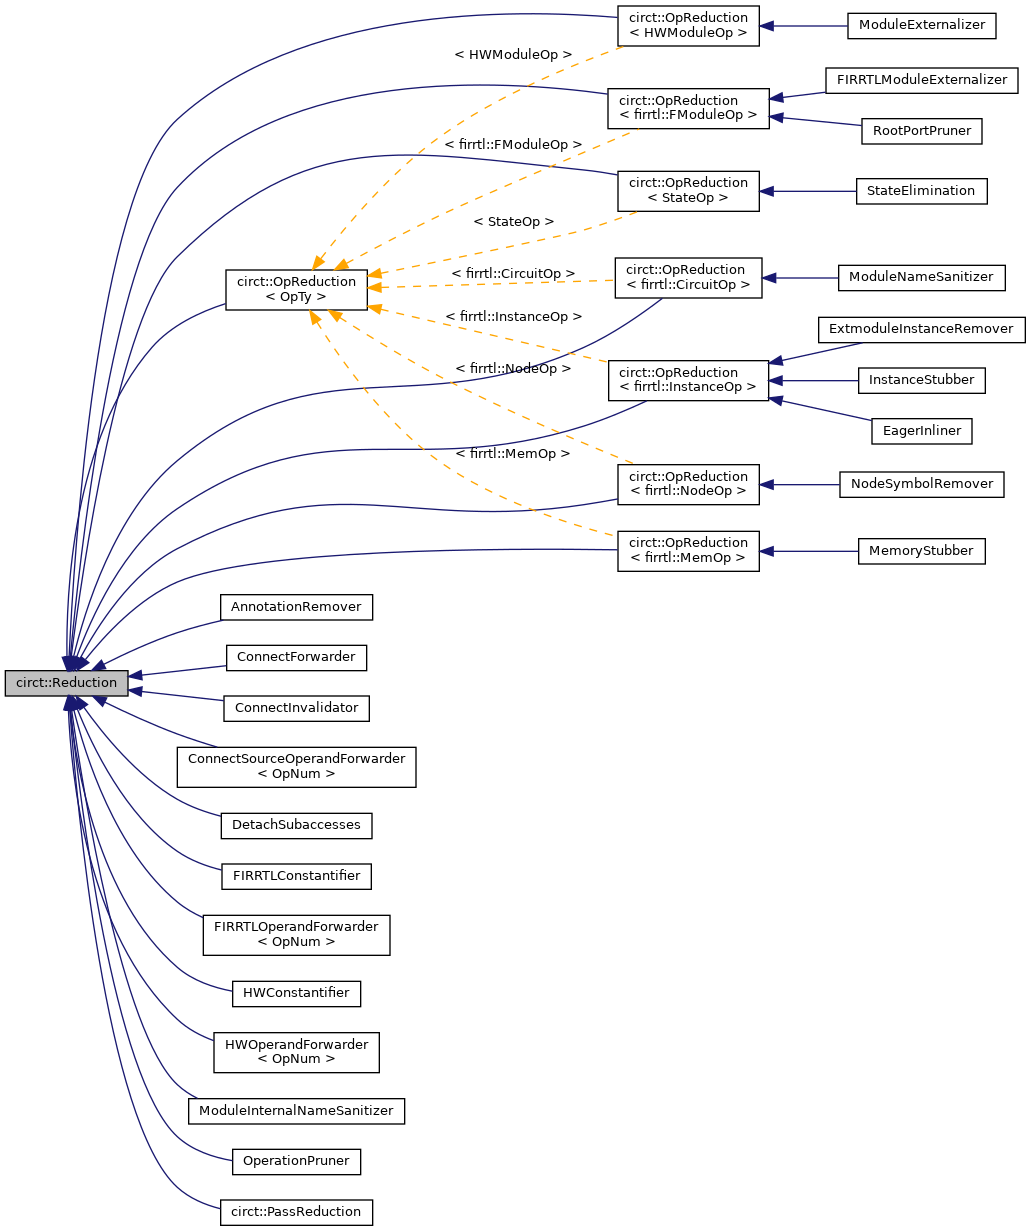 circt::OpReduction
< HWModuleOp >
ModuleExternalizer
< HWModuleOp >
FIRRTLModuleExternalizer
circt::OpReduction
< firrtl::FModuleOp >
RootPortPruner
< firrtl::FModuleOp >
circt::OpReduction
< StateOp >
StateElimination
< StateOp >
circt::OpReduction
< OpTy >
< firrtl::CircuitOp >
circt::OpReduction
< firrtl::CircuitOp >
ModuleNameSanitizer
< firrtl::InstanceOp >
ExtmoduleInstanceRemover
circt::OpReduction
< firrtl::InstanceOp >
InstanceStubber
EagerInliner
< firrtl::NodeOp >
< firrtl::MemOp >
circt::OpReduction
< firrtl::NodeOp >
NodeSymbolRemover
circt::OpReduction
< firrtl::MemOp >
MemoryStubber
AnnotationRemover
ConnectForwarder
circt::Reduction
ConnectInvalidator
ConnectSourceOperandForwarder
< OpNum >
DetachSubaccesses
FIRRTLConstantifier
FIRRTLOperandForwarder
< OpNum >
HWConstantifier
HWOperandForwarder
< OpNum >
ModuleInternalNameSanitizer
OperationPruner
circt::PassReduction